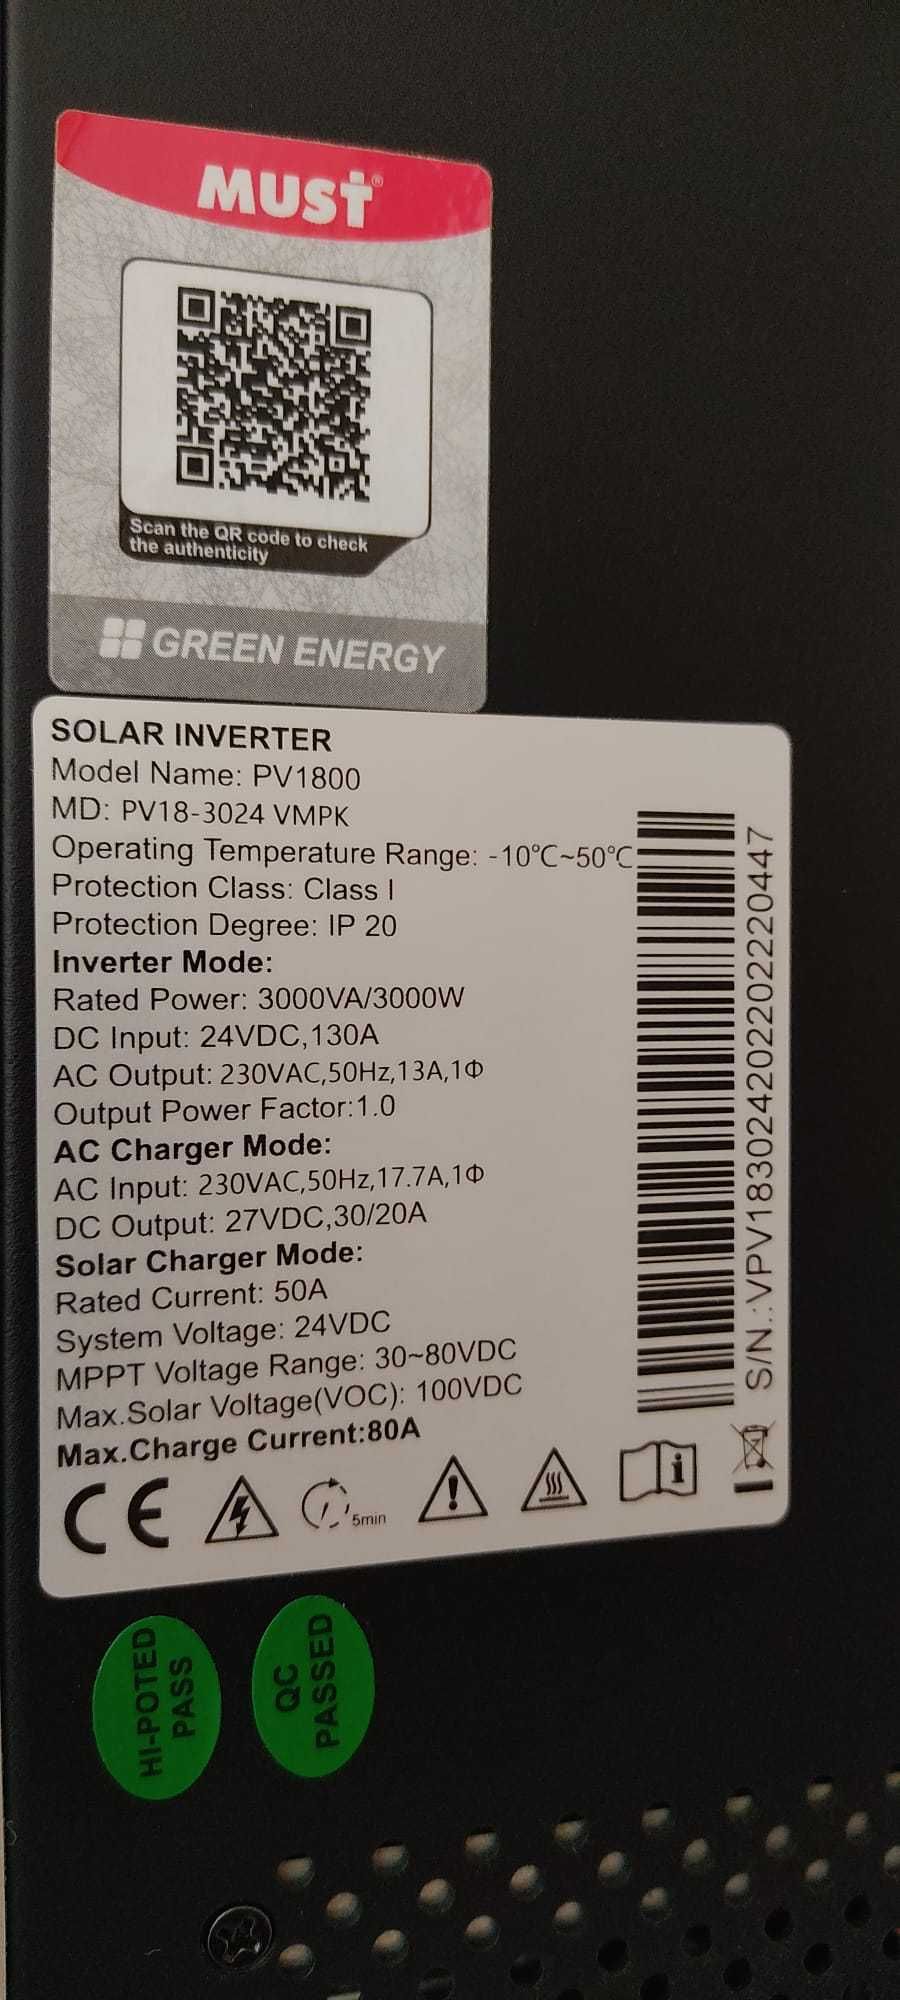 MUST®
Scan the QR code to check
the authenticity
GREEN ENERGY
SOLAR INVERTER
Model Name: PV1800
MD: PV18-3024 VMPK
Operating Temperature Range: -10℃~50℃
Protection Class: Class I
Protection Degree: IP 20
Inverter Mode:
Rated Power: 3000VA/3000W
DC Input: 24VDC,130A
AC Output: 230VAC,50Hz,13A,1Φ
Output Power Factor:1.0
AC Charger Mode:
AC Input: 230VAC,50Hz,17.7A,1Φ
DC Output: 27VDC,30/20A
Solar Charger Mode:
Rated Current: 50A
System Voltage: 24VDC
MPPT Voltage Range: 30~80VDC
Max.Solar Voltage(VOC): 100VDC
Max.Charge Current:80A
S/N.:VPV18302420220220447
CE
5min
HI-POTED
PASS
QC
PASSED